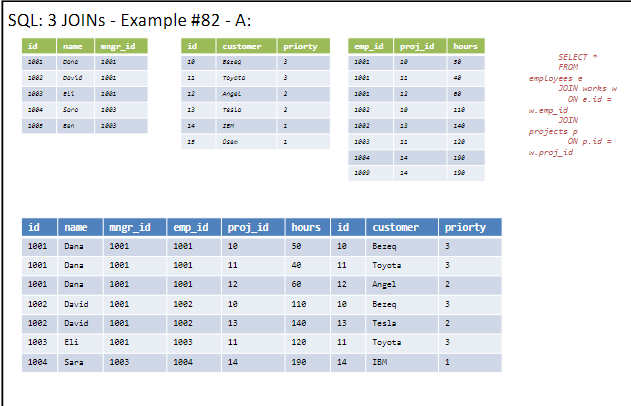 SQL: 3 JOINs - Example #82 - A:
id name mngr_id
1001 Dana 1001
1002 David 1001
1003 Eli 1001
1004 Sara 1003
1005 Ben 1003
id customer priorty
10 Bezeq 3
11 Toyota 3
12 Angel 2
13 Tesla 2
14 IBM 1
15 Osem 1
emp_id proj_id hours
1001 10 50
1001 11 40
1001 12 60
1002 10 110
1002 13 140
1003 11 120
1004 14 190
1009 14 190
SELECT *
FROM
employees e
JOIN works w
ON e.id =
w.emp_id
JOIN
projects p
ON p.id =
w.proj_id
id name mngr_id emp_id proj_id hours id customer priorty
1001 Dana 1001 1001 10 50 10 Bezeq 3
1001 Dana 1001 1001 11 40 11 Toyota 3
1001 Dana 1001 1001 12 60 12 Angel 2
1002 David 1001 1002 10 110 10 Bezeq 3
1002 David 1001 1002 13 140 13 Tesla 2
1003 Eli 1001 1003 11 120 11 Toyota 3
1004 Sara 1003 1004 14 190 14 IBM 1